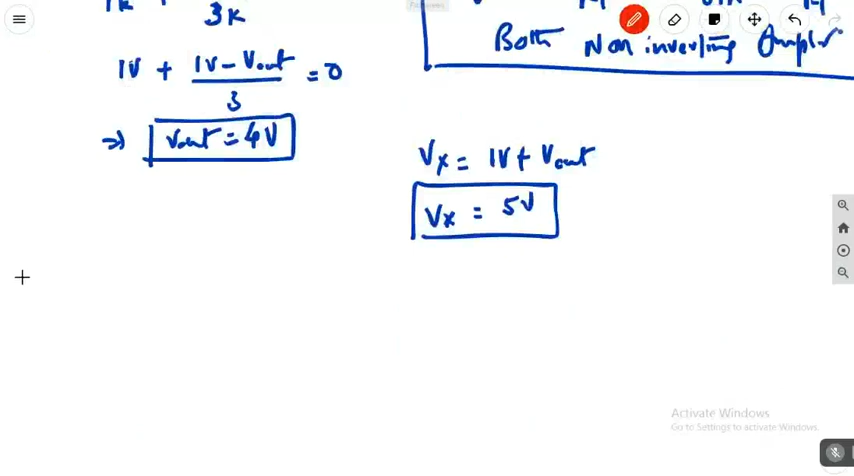 3k
1V + 1V - Vout / 3 = 0
⇒ Vout = 4V
Both Non inverting
Vx = 1V + Vout
Vx = 5V
Activate Windows
Go to Settings to activate Windows.